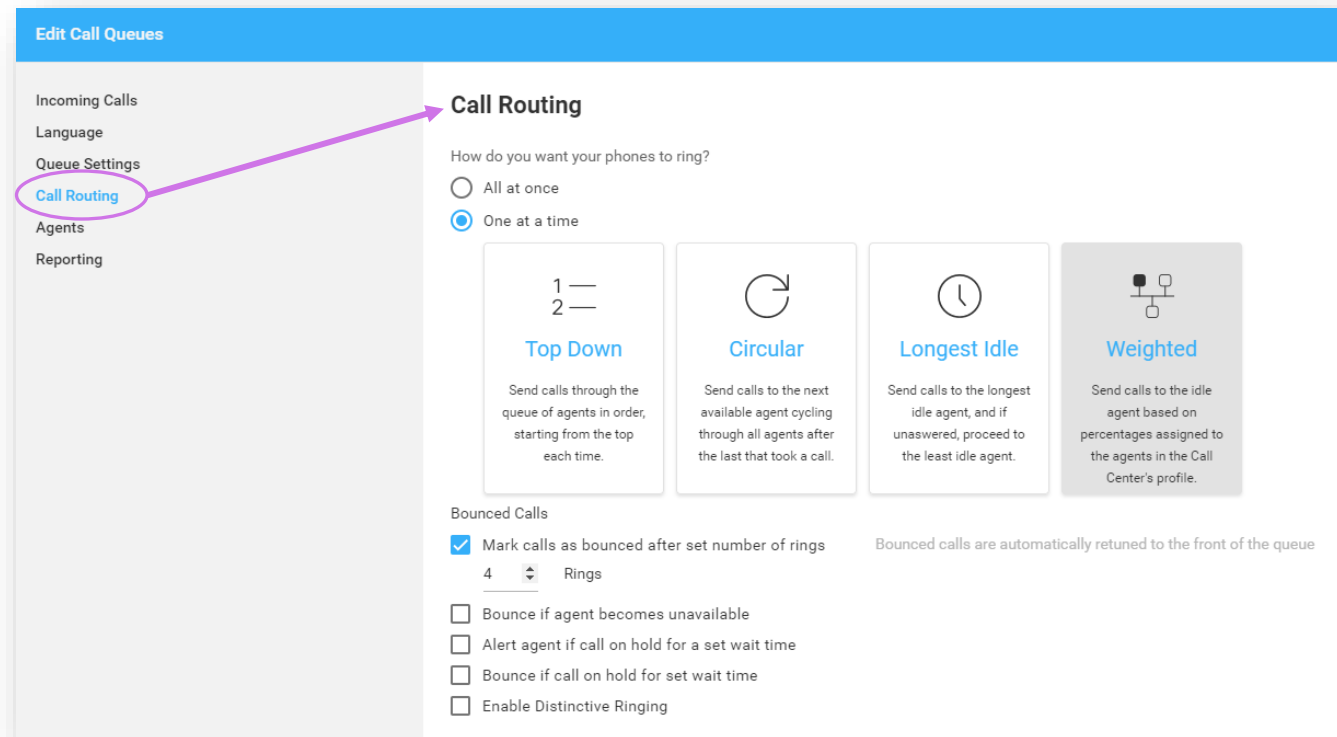 Edit Call Queues
Incoming Calls
Language
Queue Settings
Call Routing
Agents
Reporting
Call Routing
How do you want your phones to ring?
All at once
One at a time
1
2
Top Down
Send calls through the
queue of agents in order,
starting from the top
each time.
Circular
Send calls to the next
available agent cycling
through all agents after
the last that took a call.
Longest Idle
Send calls to the longest
idle agent, and if
unaswered, proceed to
the least idle agent.
Weighted
Send calls to the idle
agent based on
percentages assigned to
the agents in the Call
Center's profile.
Bounced Calls
Mark calls as bounced after set number of rings
Bounced calls are automatically retuned to the front of the queue
4 Rings
Bounce if agent becomes unavailable
Alert agent if call on hold for a set wait time
Bounce if call on hold for set wait time
Enable Distinctive Ringing